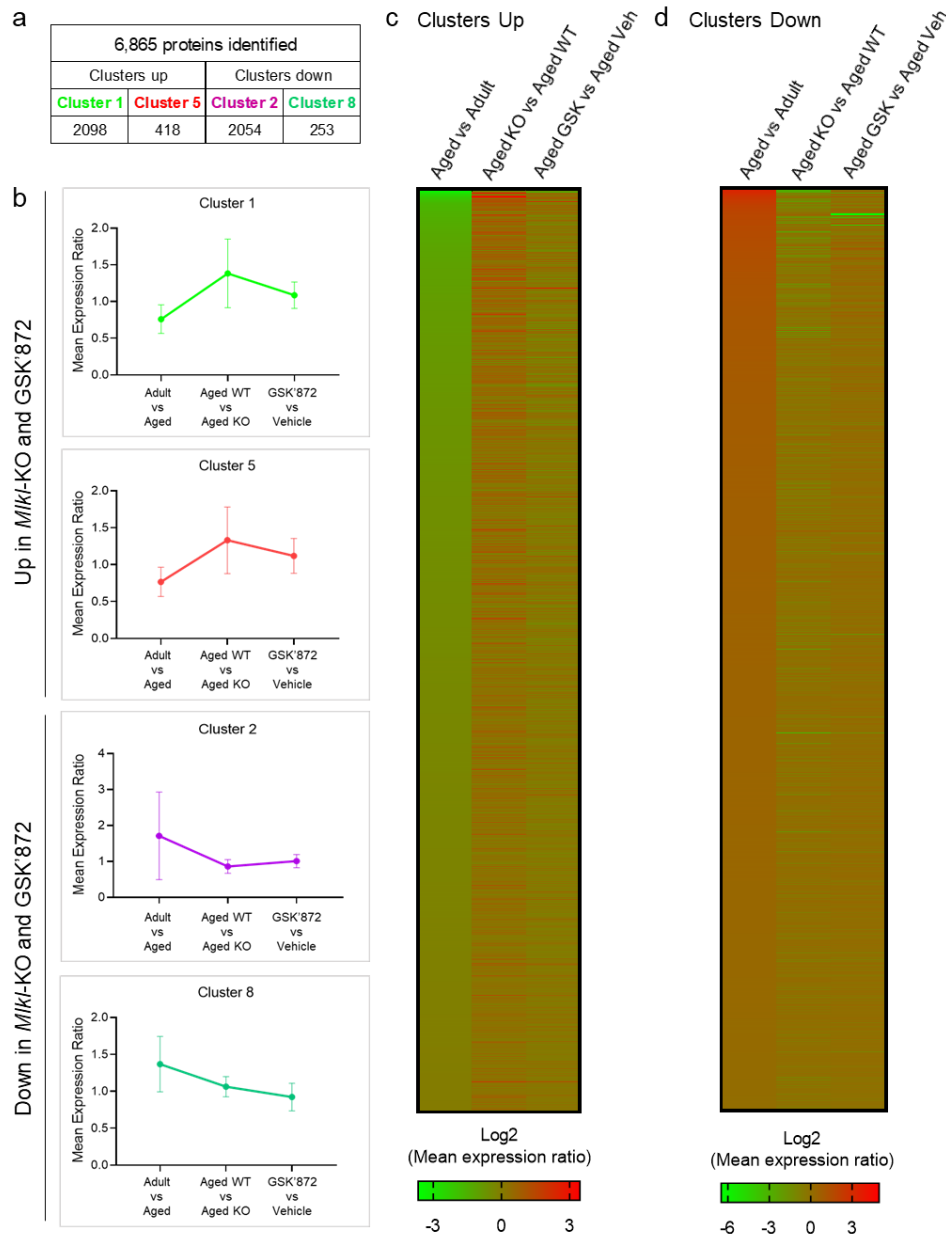 a
6,865 proteins identified
Clusters up Clusters down
Cluster 1 Cluster 5 Cluster 2 Cluster 8
2098 418 2054 253
b
Up in Mlkl-KO and GSK'872
Down in Mlkl-KO and GSK'872
Cluster 1
Mean Expression Ratio
2.0
1.5
1.0
0.5
0.0
Adult vs Aged
Aged WT vs Aged KO
GSK'872 vs Vehicle
Cluster 5
Mean Expression Ratio
2.0
1.5
1.0
0.5
0.0
Adult vs Aged
Aged WT vs Aged KO
GSK'872 vs Vehicle
Cluster 2
Mean Expression Ratio
4
3
2
1
0
Adult vs Aged
Aged WT vs Aged KO
GSK'872 vs Vehicle
Cluster 8
Mean Expression Ratio
2.0
1.5
1.0
0.5
0.0
Adult vs Aged
Aged WT vs Aged KO
GSK'872 vs Vehicle
c Clusters Up
Aged vs Adult
Aged KO vs Aged WT
Aged GSK vs Aged Veh
Log2
(Mean expression ratio)
-3 0 3
d Clusters Down
Aged vs Adult
Aged KO vs Aged WT
Aged GSK vs Aged Veh
Log2
(Mean expression ratio)
-6 -3 0 3